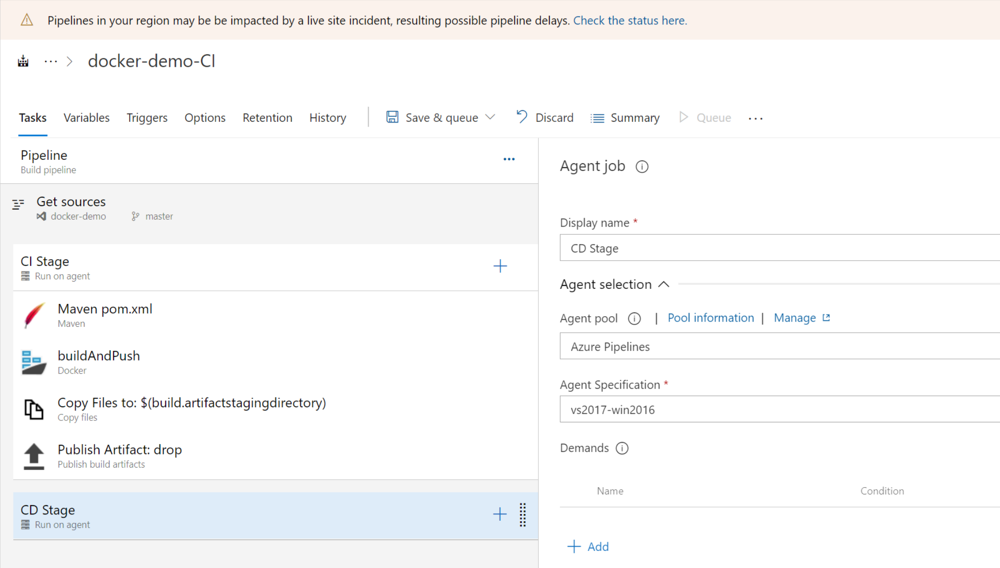 Pipelines in your region may be be impacted by a live site incident, resulting possible pipeline delays. Check the status here.
docker-demo-CI
Tasks Variables Triggers Options Retention History Save & queue Discard Summary Queue
Pipeline
Build pipeline
Get sources
docker-demo master
CI Stage
Run on agent
Maven pom.xml
Maven
buildAndPush
Docker
Copy Files to: $(build.artifactstagingdirectory)
Copy files
Publish Artifact: drop
Publish build artifacts
CD Stage
Run on agent
Agent job
Display name *
CD Stage
Agent selection
Agent pool | Pool information | Manage
Azure Pipelines
Agent Specification *
vs2017-win2016
Demands
Name Condition
Add